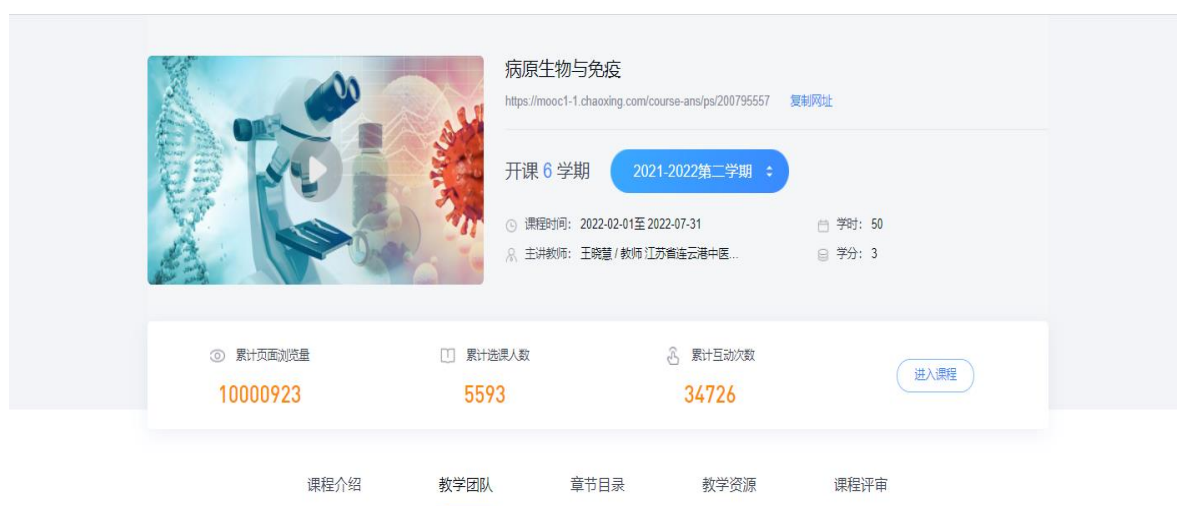 病原生物与免疫
https://mooc1-1.chaoxing.com/course-ans/ps/200795557 复制网址
开课 6 学期 2021-2022第二学期
课程时间: 2022-02-01至 2022-07-31 学时: 50
主讲教师: 王晓慧 / 教师 江苏省连云港中医... 学分: 3
累计页面浏览量 累计选课人数 累计互动次数
10000923 5593 34726 进入课程
课程介绍 教学团队 章节目录 教学资源 课程评审